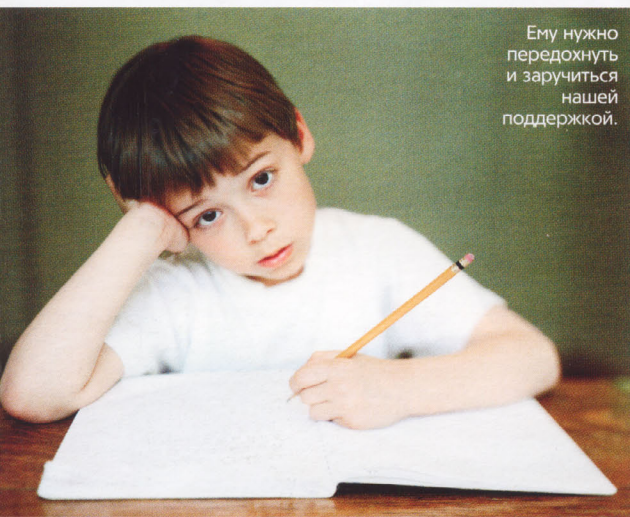 Ему нужно
передохнуть
и заручиться
нашей
поддержкой.